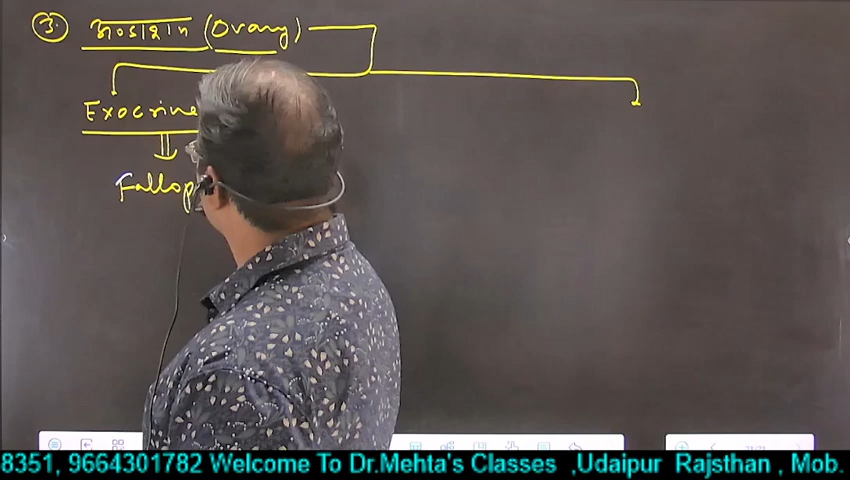 ③ अण्डाशय (Ovary)
Exocrine
Fallop
8351, 9664301782 Welcome To Dr.Mehta's Classes ,Udaipur Rajsthan , Mob.